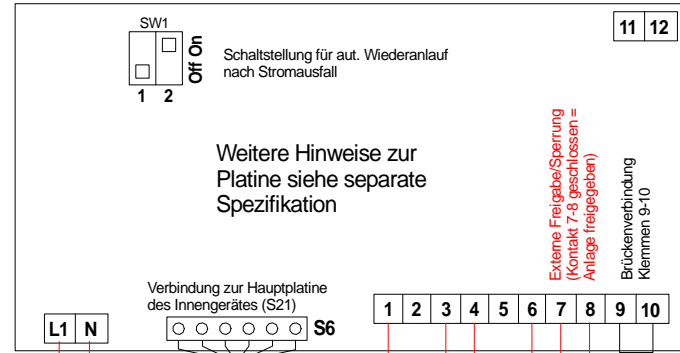 SW1
11 12
Off On
1 2
Schaltstellung für aut. Wiederanlauf
nach Stromausfall
Weitere Hinweise zur
Platine siehe separate
Spezifikation
Externe Freigabe/Sperrung
(Kontakt 7-8 geschlossen =
Anlage freigegeben)
Brückenverbindung
Klemmen 9-10
Verbindung zur Hauptplatine
des Innengerätes (S21)
L1 N
S6
1 2 3 4 5 6 7 8 9 10